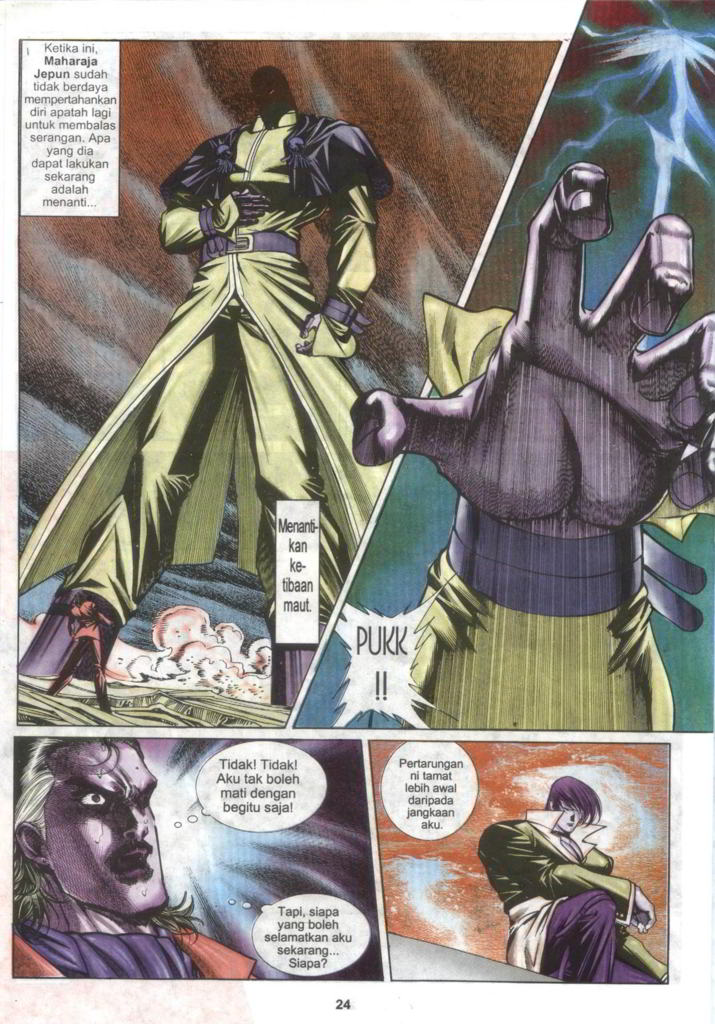 Ketika ini,
Maharaja
Jepun sudah
tidak berdaya
mempertahankan
diri apatah lagi
untuk membalas
serangan. Apa
yang dia
dapat lakukan
sekarang
adalah
menanti...
Menanti-
kan
ke-
tibaan
maut.
PUKK
!!
Tidak! Tidak!
Aku tak boleh
mati dengan
begitu saja!
Tapi, siapa
yang boleh
selamatkan aku
sekarang...
Siapa?
Pertarungan
ni tamat
lebih awal
daripada
jangkaan
aku.
24